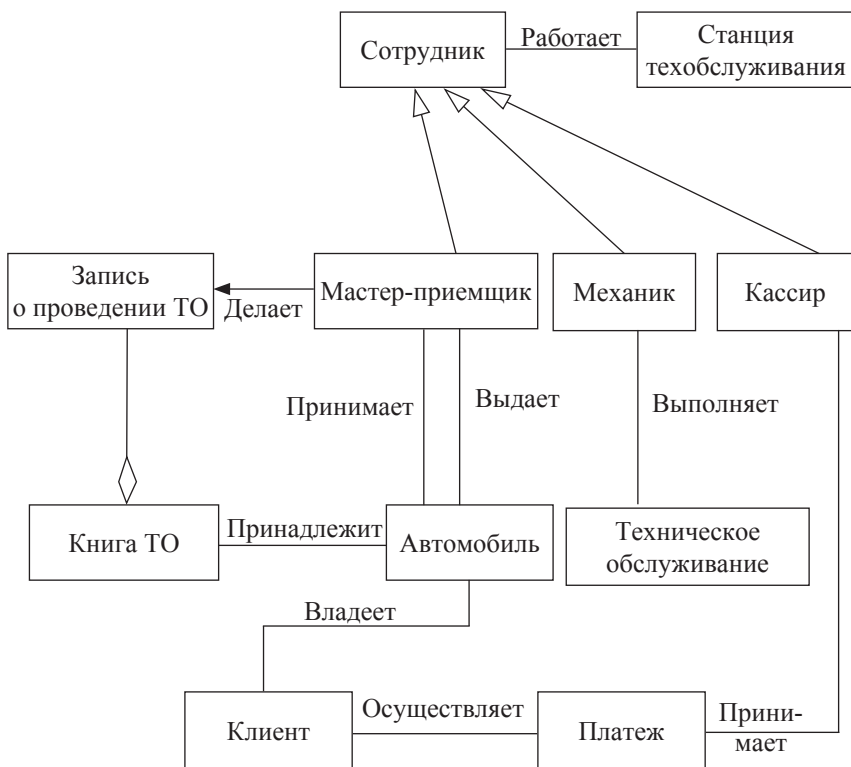 Сотрудник
Работает
Станция
техобслуживания
Запись
о проведении ТО
Делает
Мастер-приемщик
Механик
Кассир
Принимает
Выдает
Выполняет
Книга ТО
Принадлежит
Автомобиль
Техническое
обслуживание
Владеет
Клиент
Осуществляет
Платеж
Прини-
мает